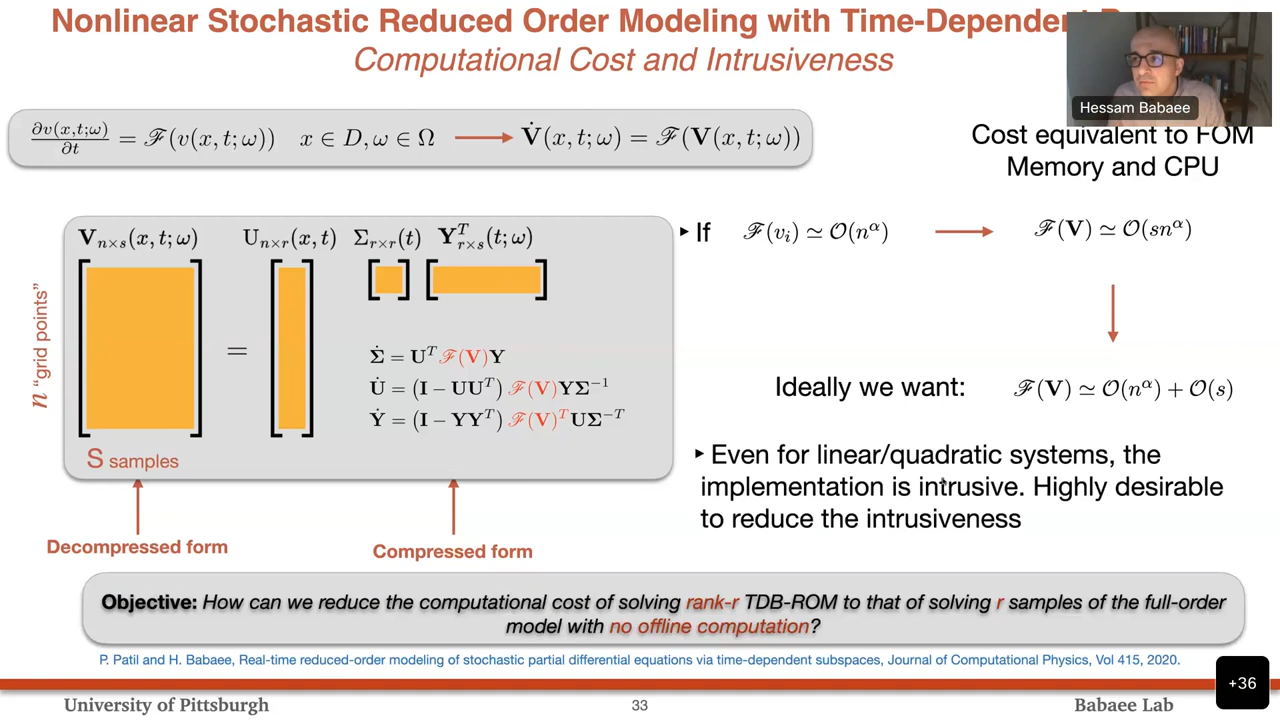 Nonlinear Stochastic Reduced Order Modeling with Time-Dependent
Computational Cost and Intrusiveness
Hessam Babaee
∂v(x,t;ω)/∂t = ℱ(v(x,t;ω)) x ∈ D, ω ∈ Ω ⟶ V̇(x,t;ω) = ℱ(V(x,t;ω))
Cost equivalent to FOM
Memory and CPU
V_{n×s}(x,t;ω) U_{n×r}(x,t) Σ_{r×r}(t) Y^T_{r×s}(t;ω)
n "grid points"
=
Σ̇ = U^T ℱ(V)Y
U̇ = (I − UU^T) ℱ(V)YΣ^{−1}
Ẏ = (I − YY^T) ℱ(V)^T UΣ^{−T}
S samples
Decompressed form
Compressed form
‣ If ℱ(v_i) ≃ 𝒪(n^α) ⟶ ℱ(V) ≃ 𝒪(sn^α)
Ideally we want: ℱ(V) ≃ 𝒪(n^α) + 𝒪(s)
‣ Even for linear/quadratic systems, the
implementation is intrusive. Highly desirable
to reduce the intrusiveness
Objective: How can we reduce the computational cost of solving rank-r TDB-ROM to that of solving r samples of the full-order
model with no offline computation?
P. Patil and H. Babaee, Real-time reduced-order modeling of stochastic partial differential equations via time-dependent subspaces, Journal of Computational Physics, Vol 415, 2020.
+36
University of Pittsburgh
33
Babaee Lab